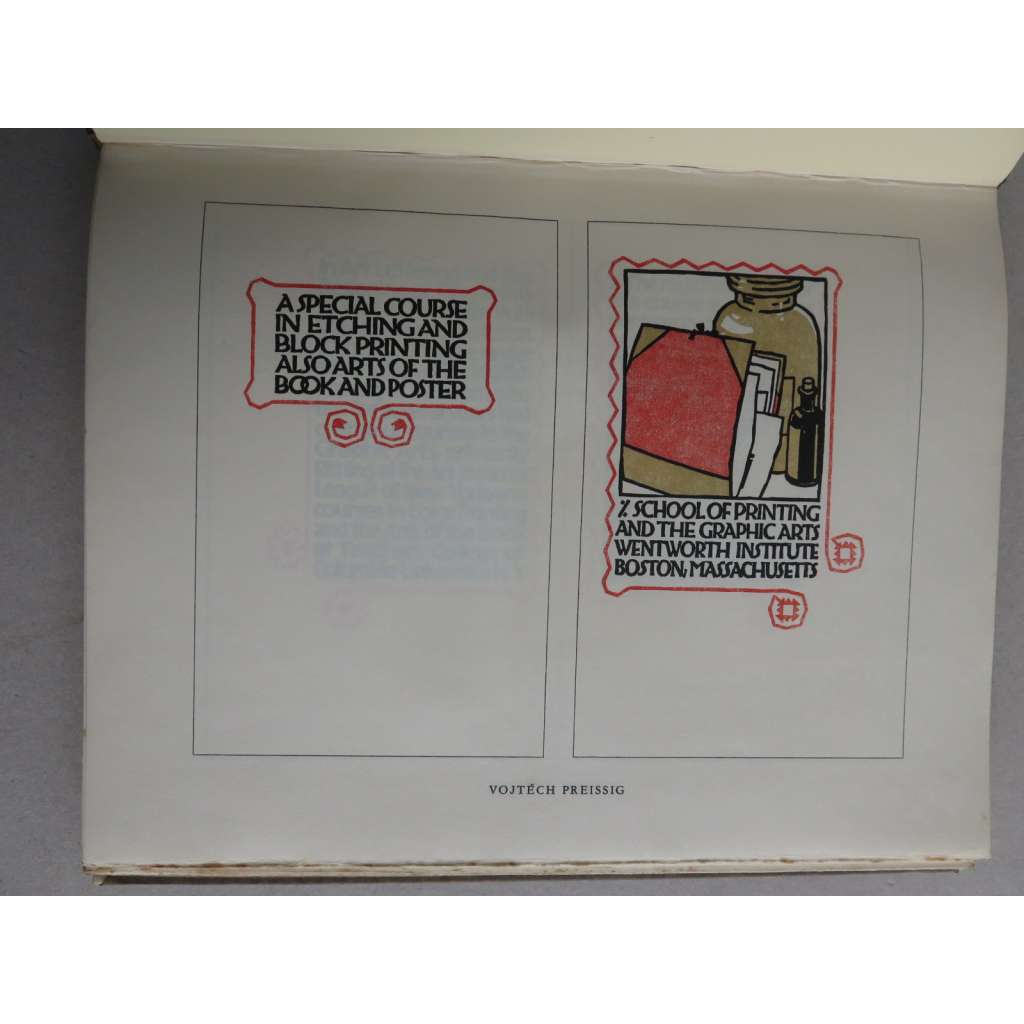 A SPECIAL COURSE
IN ETCHING AND
BLOCK PRINTING
ALSO ARTS OF THE
BOOK AND POSTER
⁒ SCHOOL OF PRINTING
AND THE GRAPHIC ARTS
WENTWORTH INSTITUTE
BOSTON, MASSACHUSETTS
VOJTĚCH PREISSIG